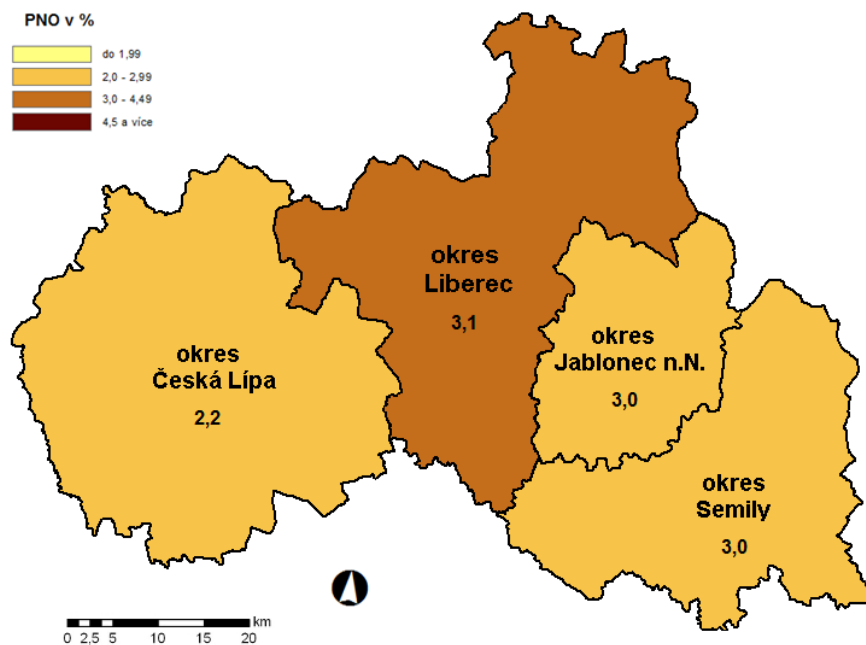 PNO v %
do 1,99
2,0 - 2,99
3,0 - 4,49
4,5 a více
okres
Liberec
3,1
okres
Jablonec n.N.
3,0
okres
Česká Lípa
2,2
okres
Semily
3,0
km
0 2,5 5 10 15 20